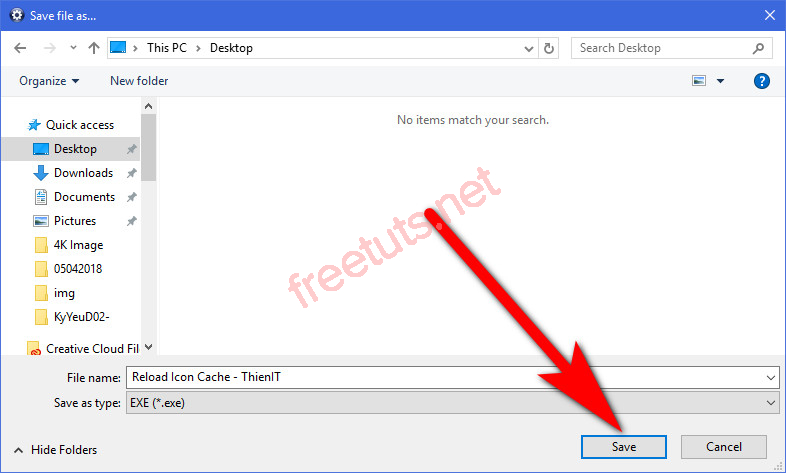 Save file as...
This PC > Desktop
Search Desktop
Organize
New folder
?
No items match your search.
Quick access
Desktop
Downloads
Documents
Pictures
4K Image
05042018
img
KyYeuD02-
Creative Cloud Fil
freetuts.net
File name: Reload Icon Cache - ThienIT
Save as type: EXE (*.exe)
Hide Folders
Save
Cancel